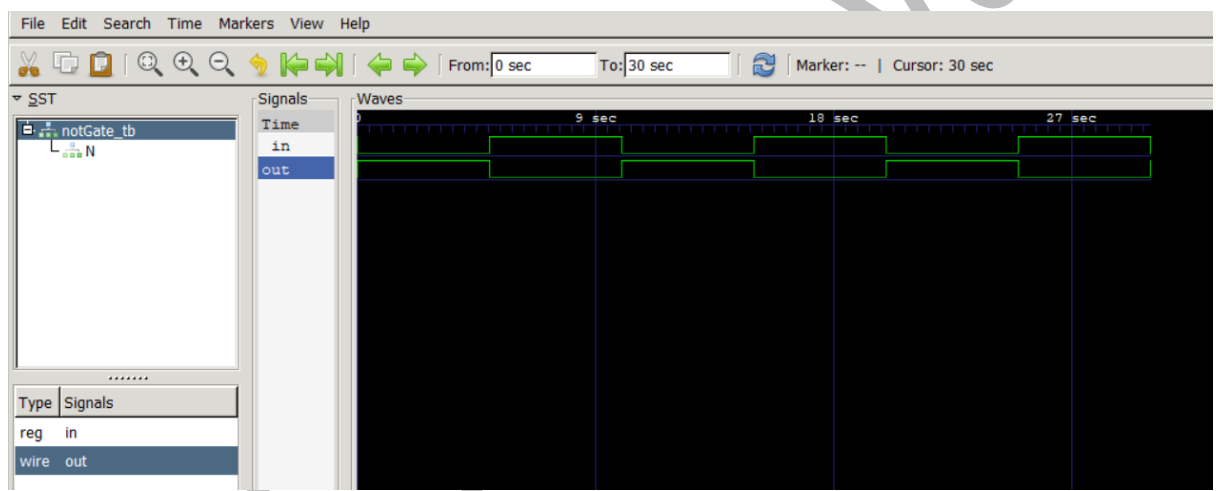 File Edit Search Time Markers View Help
From: 0 sec To: 30 sec Marker: -- | Cursor: 30 sec
SST
notGate_tb
N
Signals
Time
in
out
Waves
0 9 sec 18 sec 27 sec
Type Signals
reg in
wire out